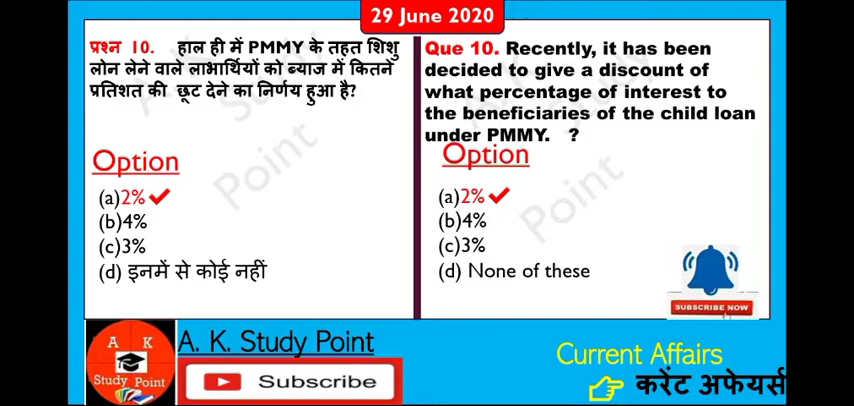 29 June 2020
प्रश्न 10. हाल ही में PMMY के तहत शिशु
लोन लेने वाले लाभार्थियों को ब्याज में कितने
प्रतिशत की छूट देने का निर्णय हुआ है?
Option
(a)2% ✔
(b)4%
(c)3%
(d) इनमें से कोई नहीं
Que 10. Recently, it has been
decided to give a discount of
what percentage of interest to
the beneficiaries of the child loan
under PMMY. ?
Option
(a)2% ✔
(b)4%
(c)3%
(d) None of these
A. K. Study Point
SUBSCRIBE NOW
A K
Study Point
A. K. Study Point
Subscribe
Current Affairs
करेंट अफेयर्स